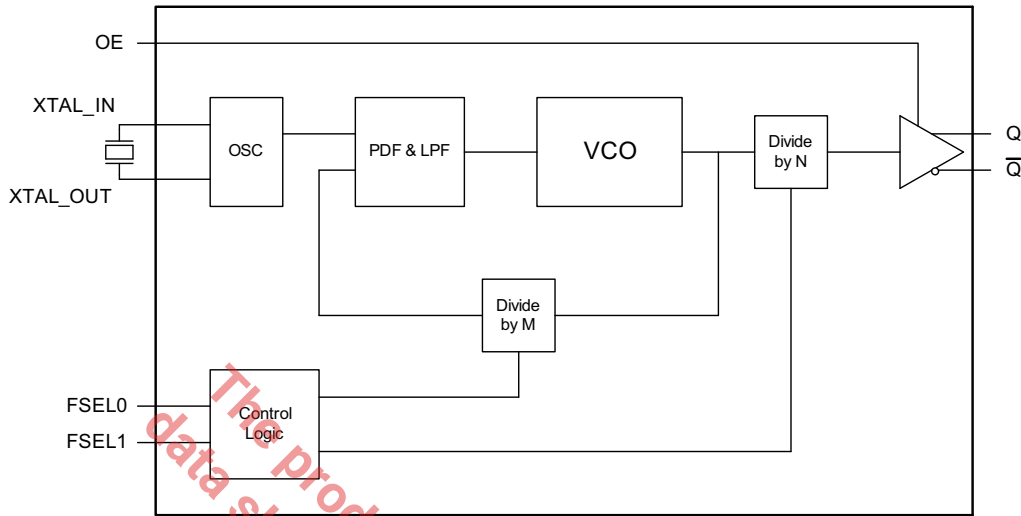 OE
XTAL_IN
XTAL_OUT
OSC
PDF & LPF
VCO
Divide
by N
Q
Q̅
Divide
by M
FSEL0
FSEL1
Control
Logic
The prod
data s